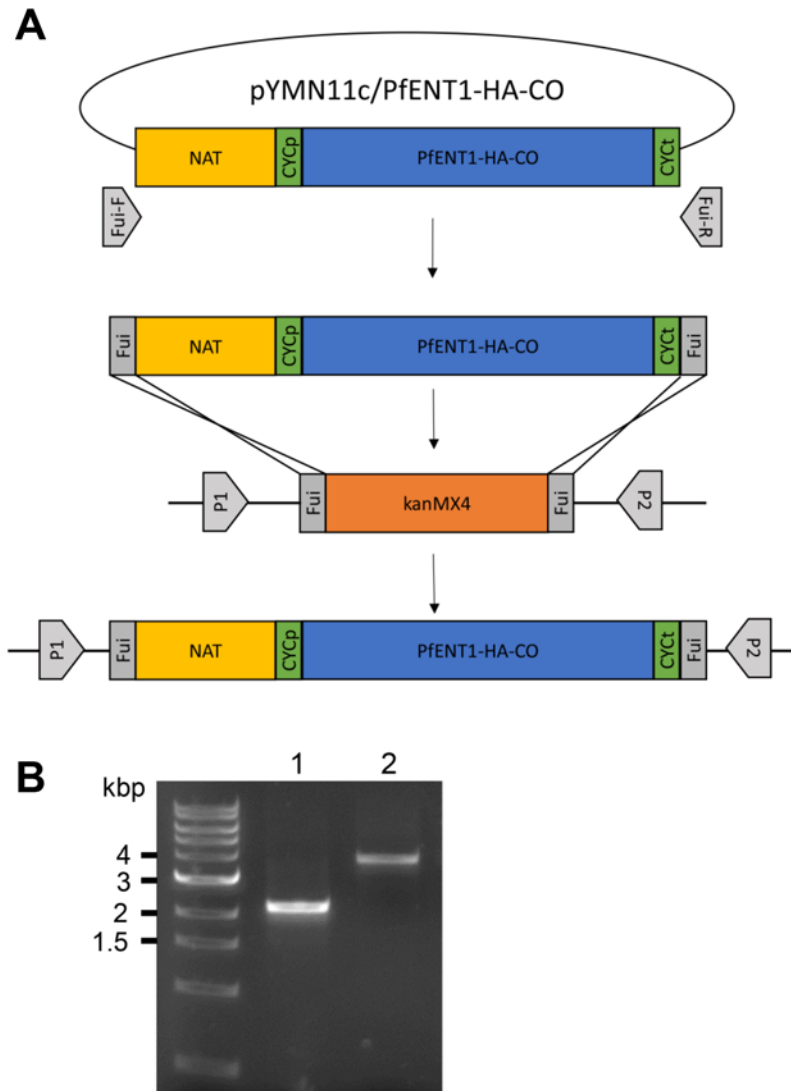 A
pYMN11c/PfENT1-HA-CO
NAT CYCp PfENT1-HA-CO CYCt
Fui-F Fui-R
Fui NAT CYCp PfENT1-HA-CO CYCt Fui
P1 Fui kanMX4 Fui P2
P1 Fui NAT CYCp PfENT1-HA-CO CYCt Fui P2
B
kbp 1 2
4
3
2
1.5